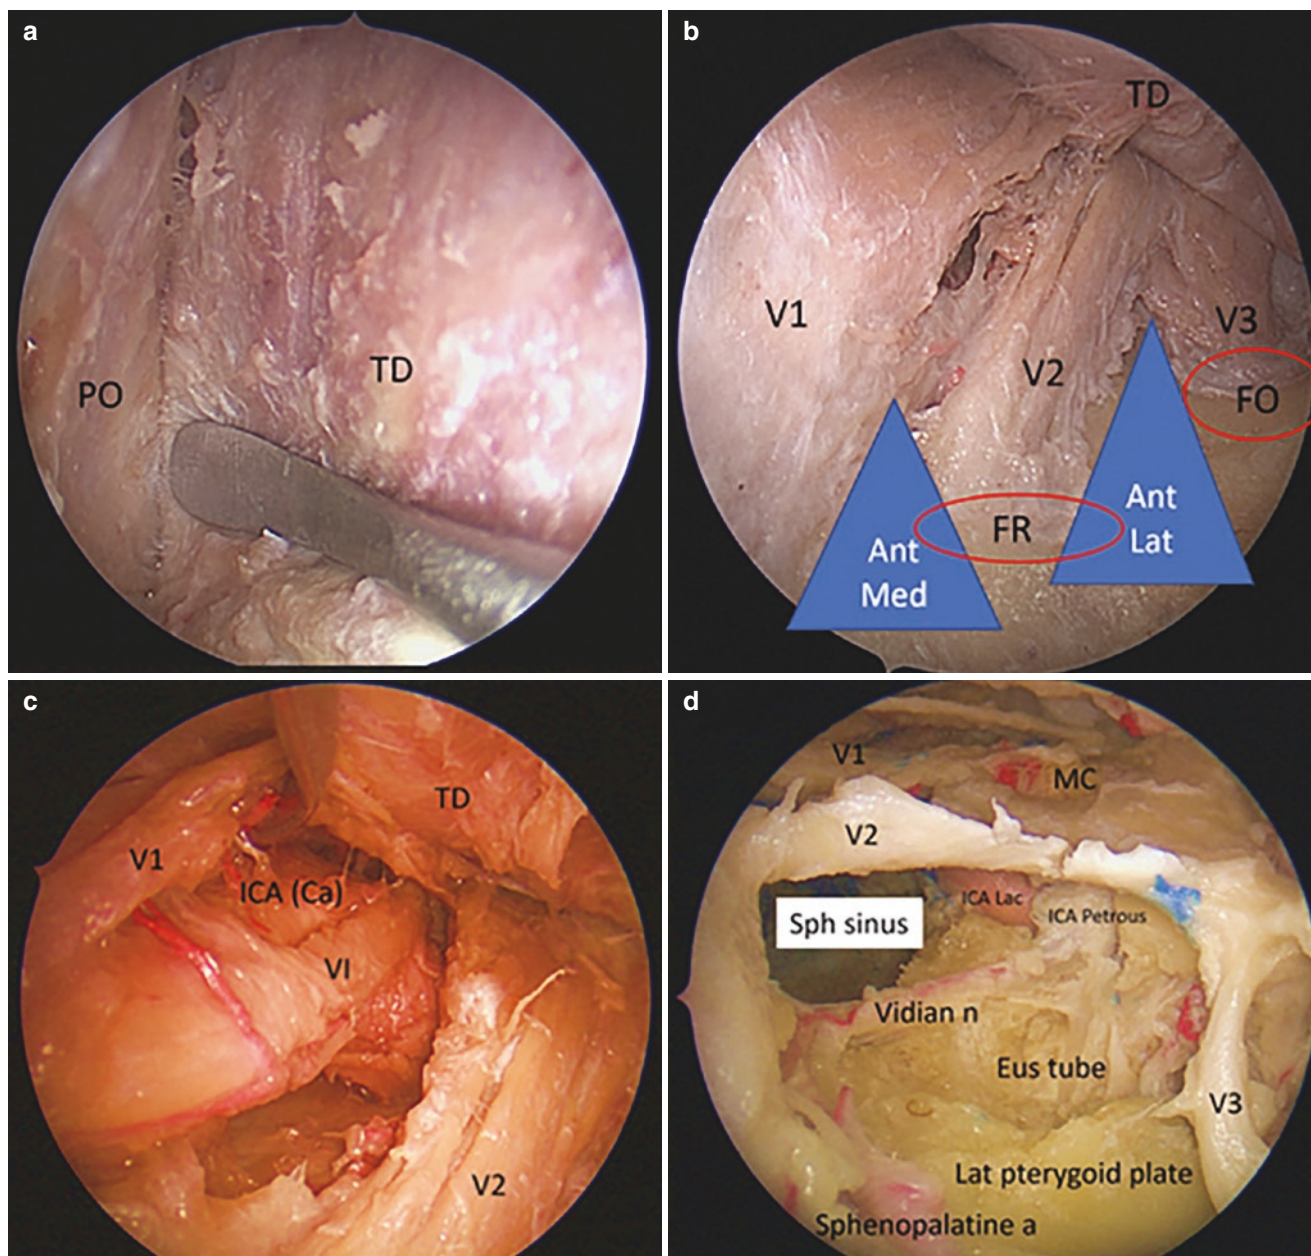 a
PO
TD
b
TD
V1
V2
V3
FO
FR
Ant
Med
Ant
Lat
c
V1
TD
ICA (Ca)
VI
V2
d
V1
MC
V2
Sph sinus
ICA Lac
ICA Petrous
Vidian n
Eus tube
V3
Lat pterygoid plate
Sphenopalatine a